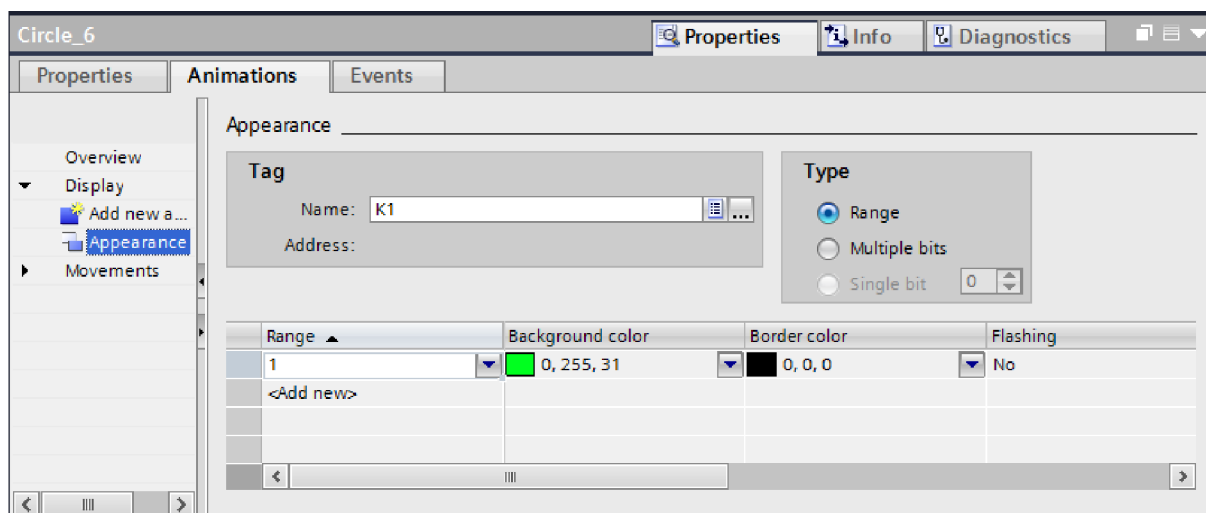 Circle_6
Properties
Info
Diagnostics
Properties
Animations
Events
Overview
Display
Add new a...
Appearance
Movements
Appearance
Tag
Name: K1
...
Address:
Type
Range
Multiple bits
Single bit 0
Range Background color Border color Flashing
1 0, 255, 31 0, 0, 0 No
<Add new>